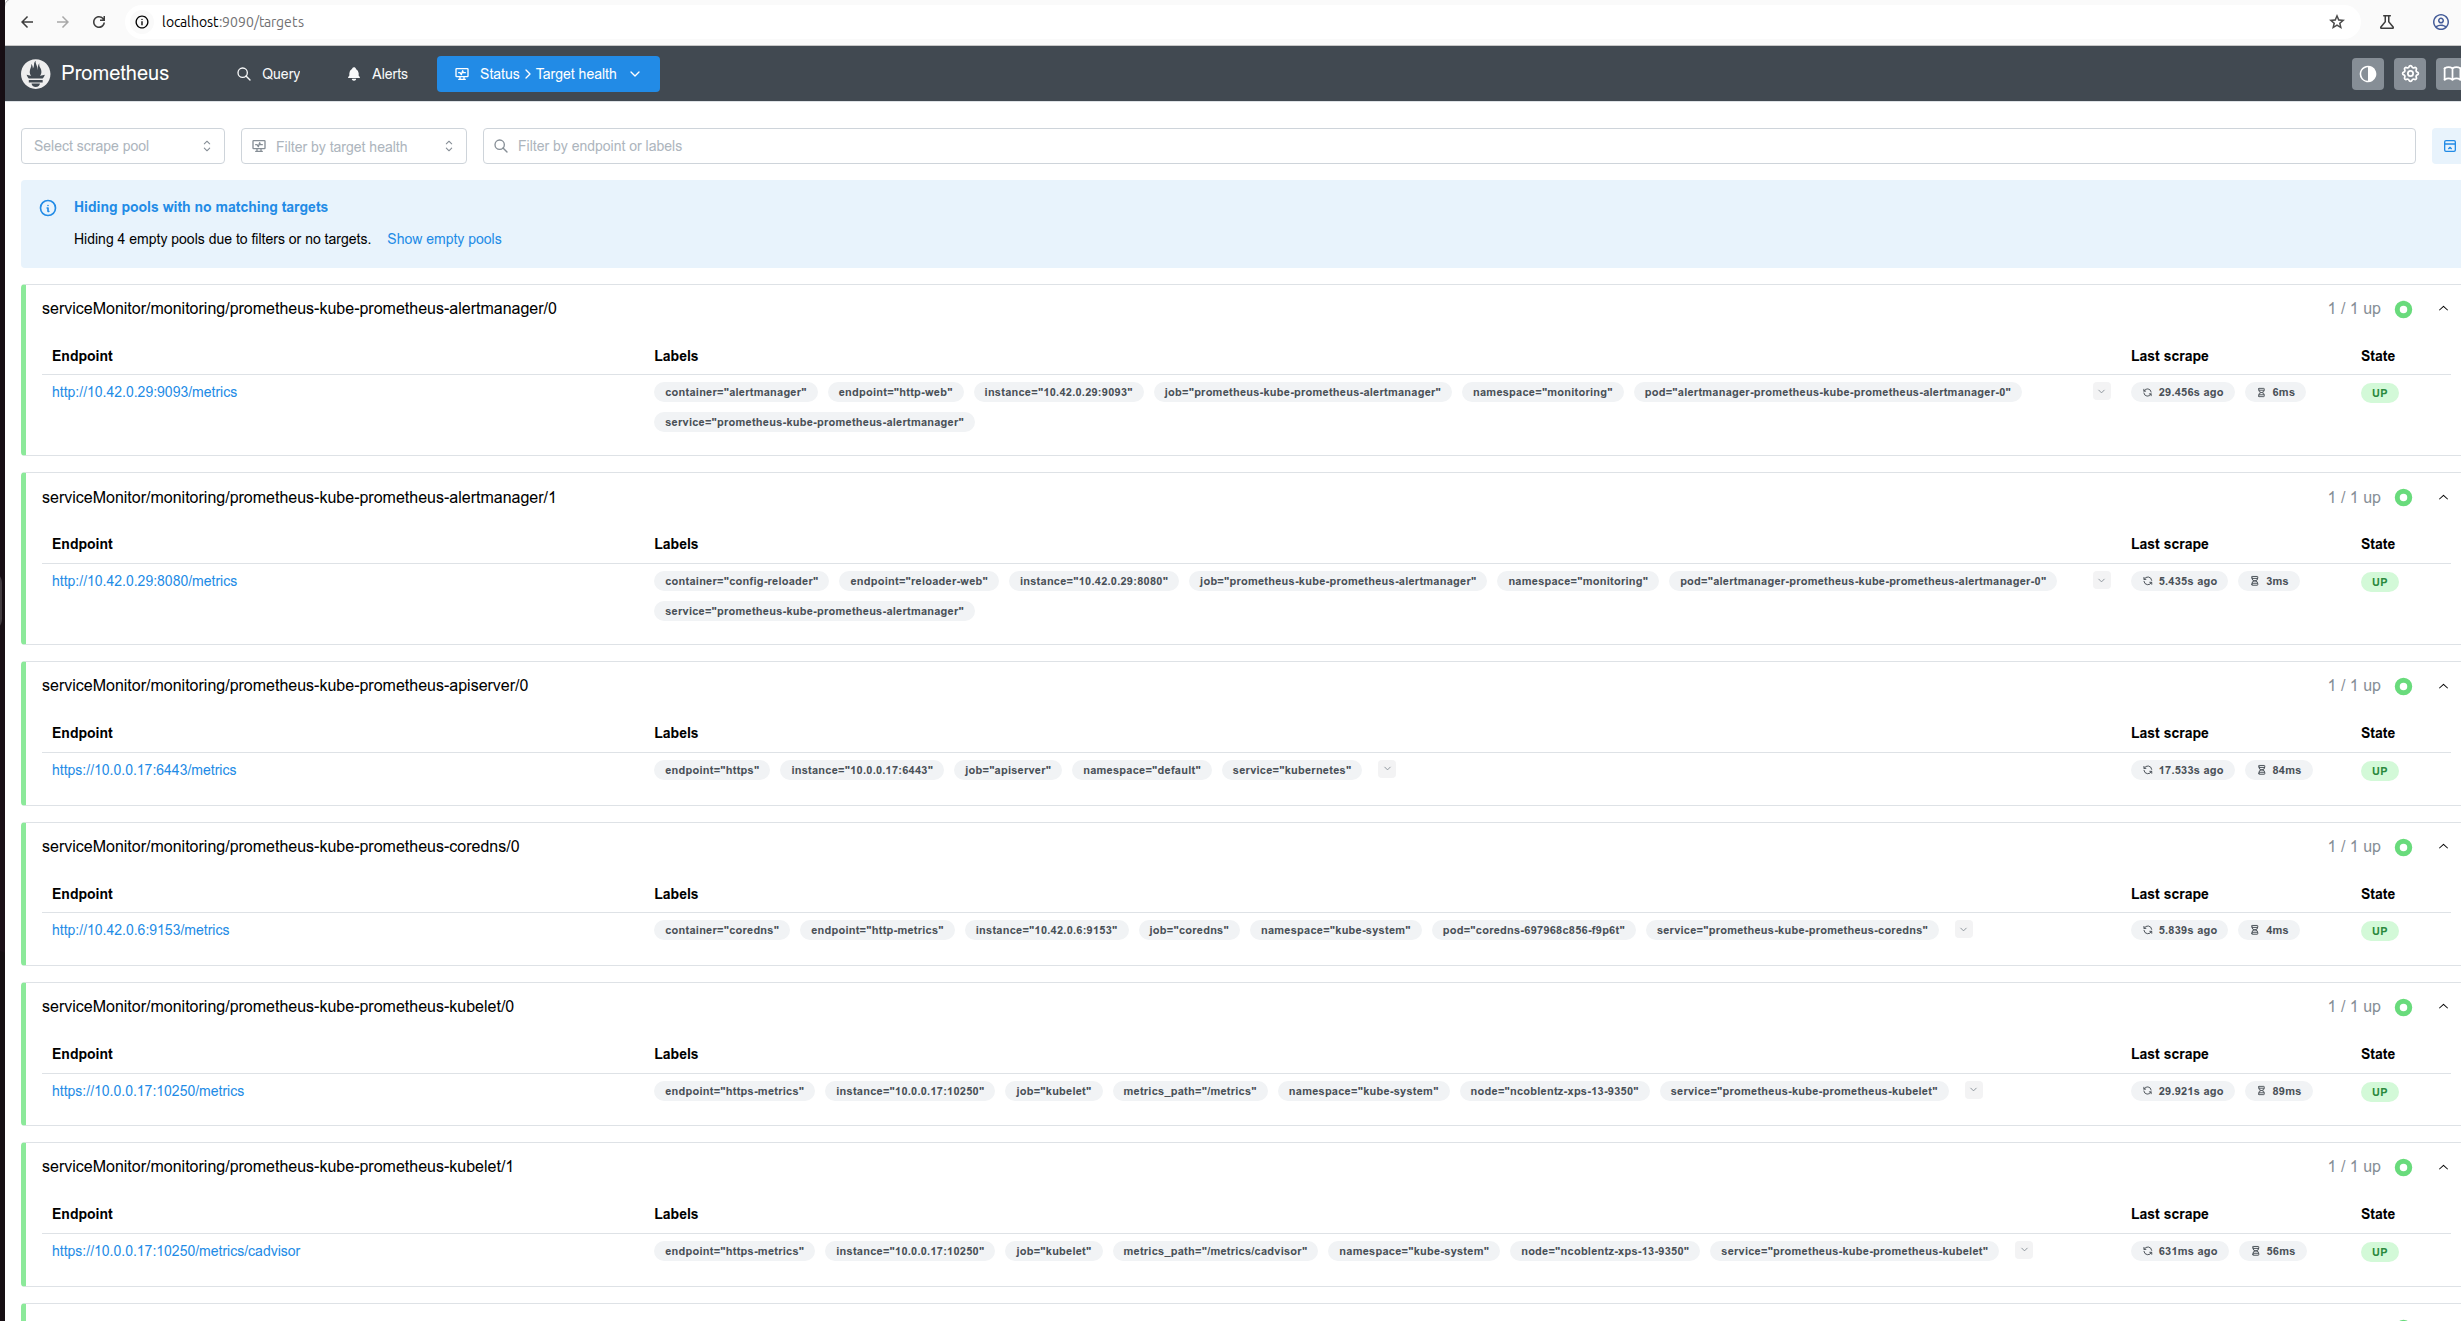 localhost:9090/targets
Prometheus Query Alerts Status > Target health
Select scrape pool Filter by target health Filter by endpoint or labels
Hiding pools with no matching targets
Hiding 4 empty pools due to filters or no targets. Show empty pools
serviceMonitor/monitoring/prometheus-kube-prometheus-alertmanager/0 1 / 1 up
Endpoint Labels Last scrape State
http://10.42.0.29:9093/metrics container="alertmanager" endpoint="http-web" instance="10.42.0.29:9093" job="prometheus-kube-prometheus-alertmanager" namespace="monitoring" pod="alertmanager-prometheus-kube-prometheus-alertmanager-0" 29.456s ago 6ms UP
service="prometheus-kube-prometheus-alertmanager"
serviceMonitor/monitoring/prometheus-kube-prometheus-alertmanager/1 1 / 1 up
Endpoint Labels Last scrape State
http://10.42.0.29:8080/metrics container="config-reloader" endpoint="reloader-web" instance="10.42.0.29:8080" job="prometheus-kube-prometheus-alertmanager" namespace="monitoring" pod="alertmanager-prometheus-kube-prometheus-alertmanager-0" 5.435s ago 3ms UP
service="prometheus-kube-prometheus-alertmanager"
serviceMonitor/monitoring/prometheus-kube-prometheus-apiserver/0 1 / 1 up
Endpoint Labels Last scrape State
https://10.0.0.17:6443/metrics endpoint="https" instance="10.0.0.17:6443" job="apiserver" namespace="default" service="kubernetes" 17.533s ago 84ms UP
serviceMonitor/monitoring/prometheus-kube-prometheus-coredns/0 1 / 1 up
Endpoint Labels Last scrape State
http://10.42.0.6:9153/metrics container="coredns" endpoint="http-metrics" instance="10.42.0.6:9153" job="coredns" namespace="kube-system" pod="coredns-697968c856-f9p6t" service="prometheus-kube-prometheus-coredns" 5.839s ago 4ms UP
serviceMonitor/monitoring/prometheus-kube-prometheus-kubelet/0 1 / 1 up
Endpoint Labels Last scrape State
https://10.0.0.17:10250/metrics endpoint="https-metrics" instance="10.0.0.17:10250" job="kubelet" metrics_path="/metrics" namespace="kube-system" node="ncoblentz-xps-13-9350" service="prometheus-kube-prometheus-kubelet" 29.921s ago 89ms UP
serviceMonitor/monitoring/prometheus-kube-prometheus-kubelet/1 1 / 1 up
Endpoint Labels Last scrape State
https://10.0.0.17:10250/metrics/cadvisor endpoint="https-metrics" instance="10.0.0.17:10250" job="kubelet" metrics_path="/metrics/cadvisor" namespace="kube-system" node="ncoblentz-xps-13-9350" service="prometheus-kube-prometheus-kubelet" 631ms ago 56ms UP